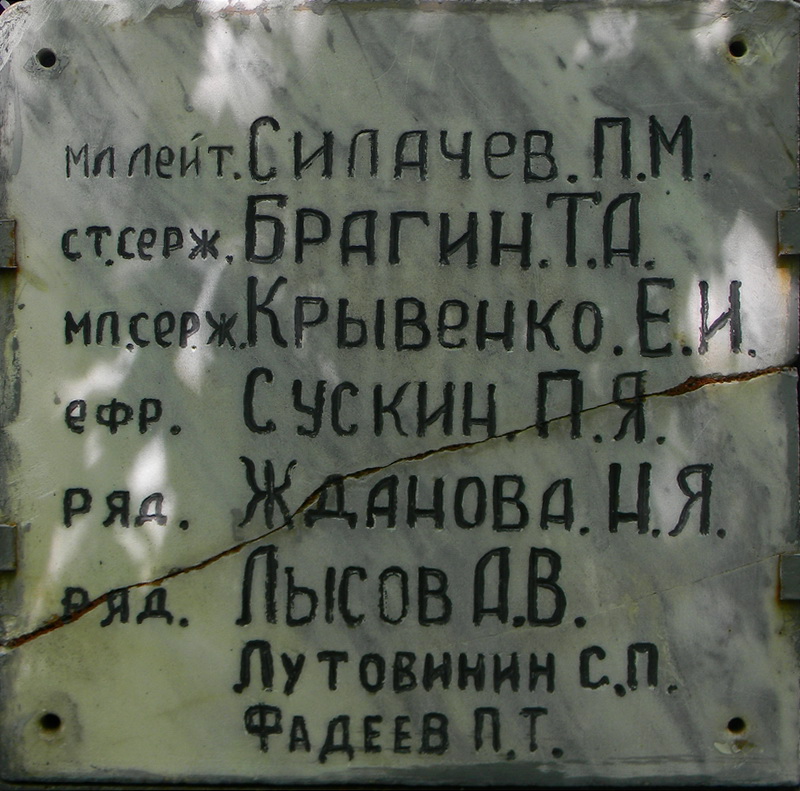 мл лейт. Силачев. П.М.
ст.серж. Брагин. Т.А.
мл.серж. Крывенко. Е.И.
ефр. Сускин. П.Я.
ряд. Жданова. Н.Я.
ряд. Лысов А.В.
Лутовинин С.П.
Фадеев П.Т.